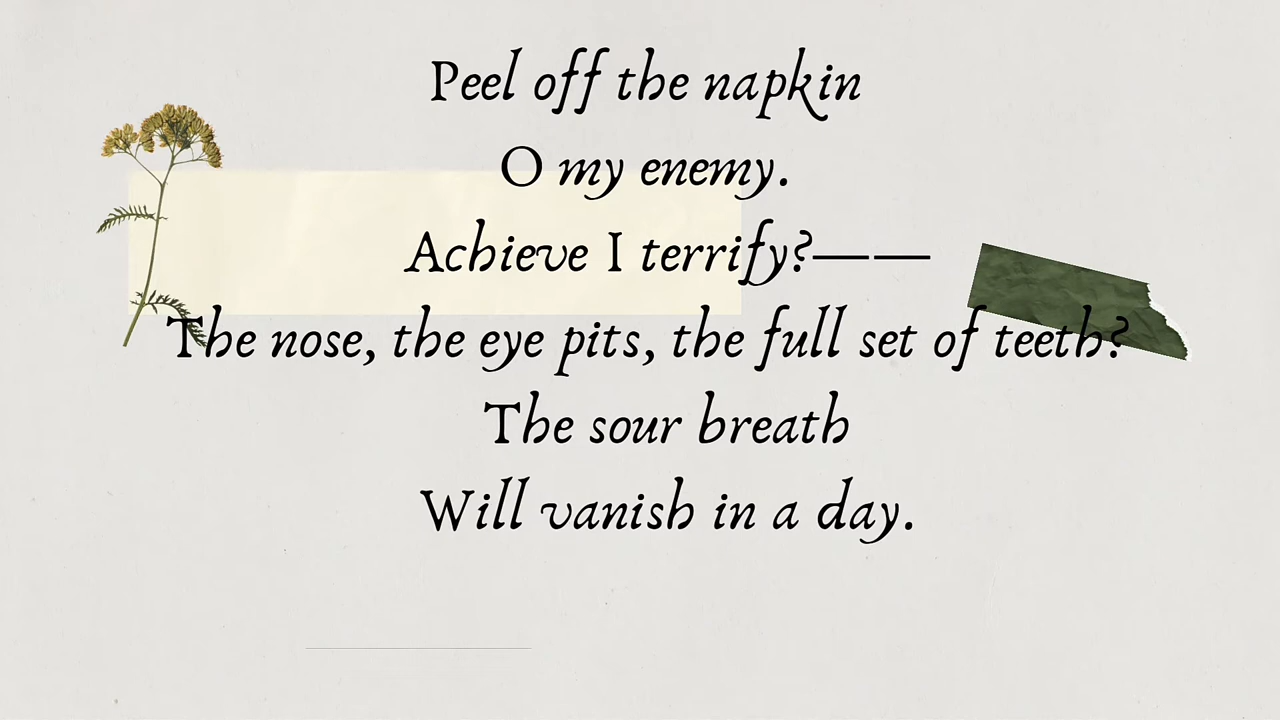 Peel off the napkin
O my enemy.
Achieve I terrify?——
The nose, the eye pits, the full set of teeth?
The sour breath
Will vanish in a day.